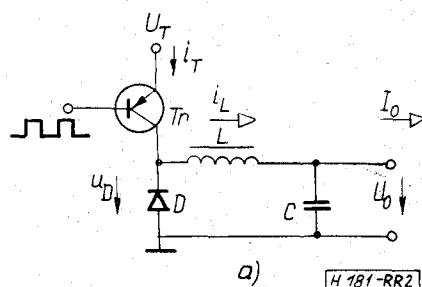 U_T
i_T
Tr
i_L
I_0
L
u_D
D
C
U_0
a)
H 181-RR2